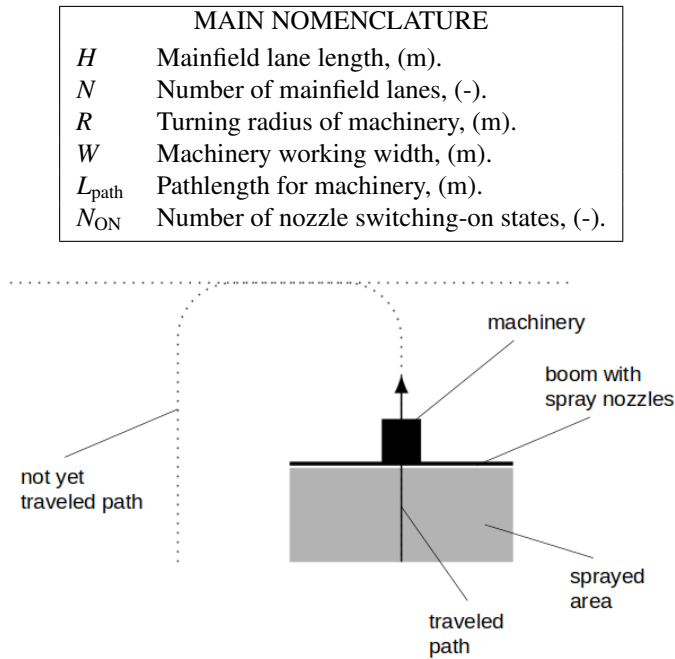 MAIN NOMENCLATURE
H Mainfield lane length, (m).
N Number of mainfield lanes, (-).
R Turning radius of machinery, (m).
W Machinery working width, (m).
L_path Pathlength for machinery, (m).
N_ON Number of nozzle switching-on states, (-).
machinery
boom with
spray nozzles
not yet
traveled path
sprayed
area
traveled
path